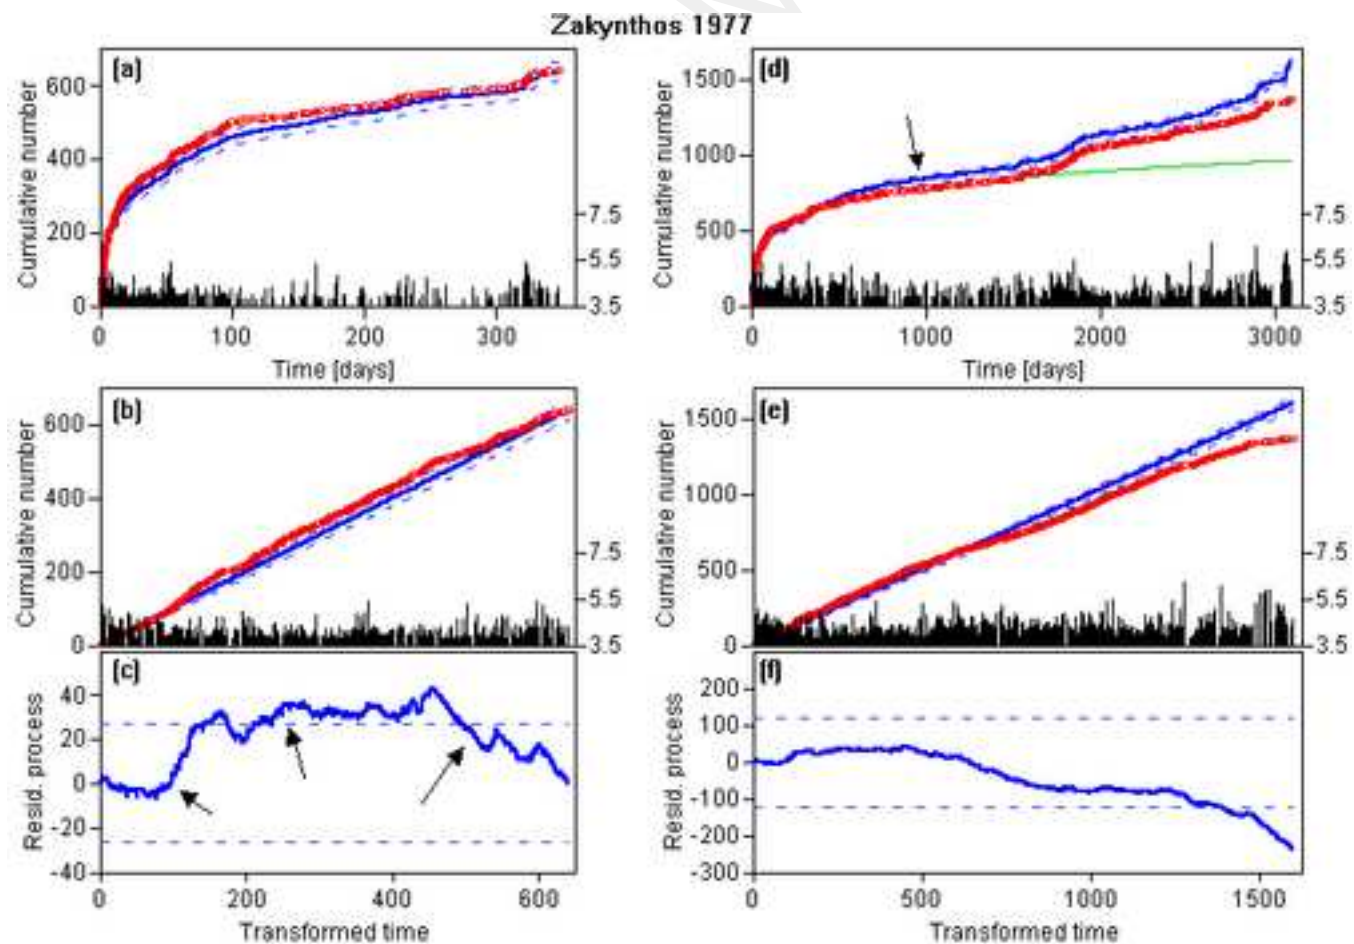 Zakynthos 1977
(a)
Cumulative number
600
400
200
0
7.5
5.5
3.5
0 100 200 300
Time [days]
(d)
Cumulative number
1500
1000
500
0
7.5
5.5
3.5
0 1000 2000 3000
Time [days]
(b)
Cumulative number
600
400
200
0
7.5
5.5
3.5
(e)
Cumulative number
1500
1000
500
0
7.5
5.5
3.5
(c)
Resid. process
40
20
0
-20
-40
0 200 400 600
Transformed time
(f)
Resid. process
200
100
0
-100
-200
-300
0 500 1000 1500
Transformed time